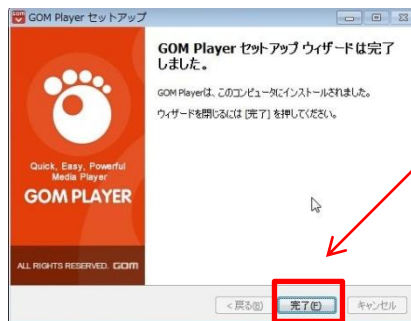 GOM Player セットアップ
GOM Player セットアップ ウィザードは完了
しました。
GOM Playerは、このコンピュータにインストールされました。
ウィザードを閉じるには [完了] を押してください。
Quick, Easy, Powerful
Media Player
GOM PLAYER
ALL RIGHTS RESERVED. GOM
< 戻る(B)
完了(F)
キャンセル